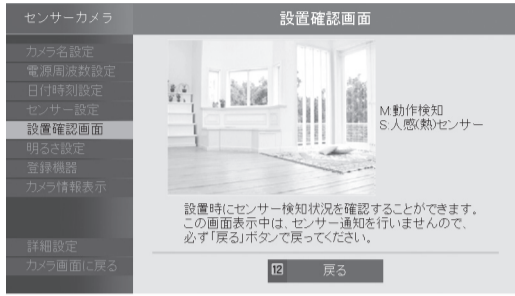 センサーカメラ
設置確認画面
カメラ名設定
電源周波数設定
日付時刻設定
センサー設定
設置確認画面
明るさ設定
登録機器
カメラ情報表示
詳細設定
カメラ画面に戻る
M:動作検知
S:人感(熱)センサー
設置時にセンサー検知状況を確認することができます。
この画面表示中は、センサー通知を行いませんので、
必ず「戻る」ボタンで戻ってください。
12 戻る